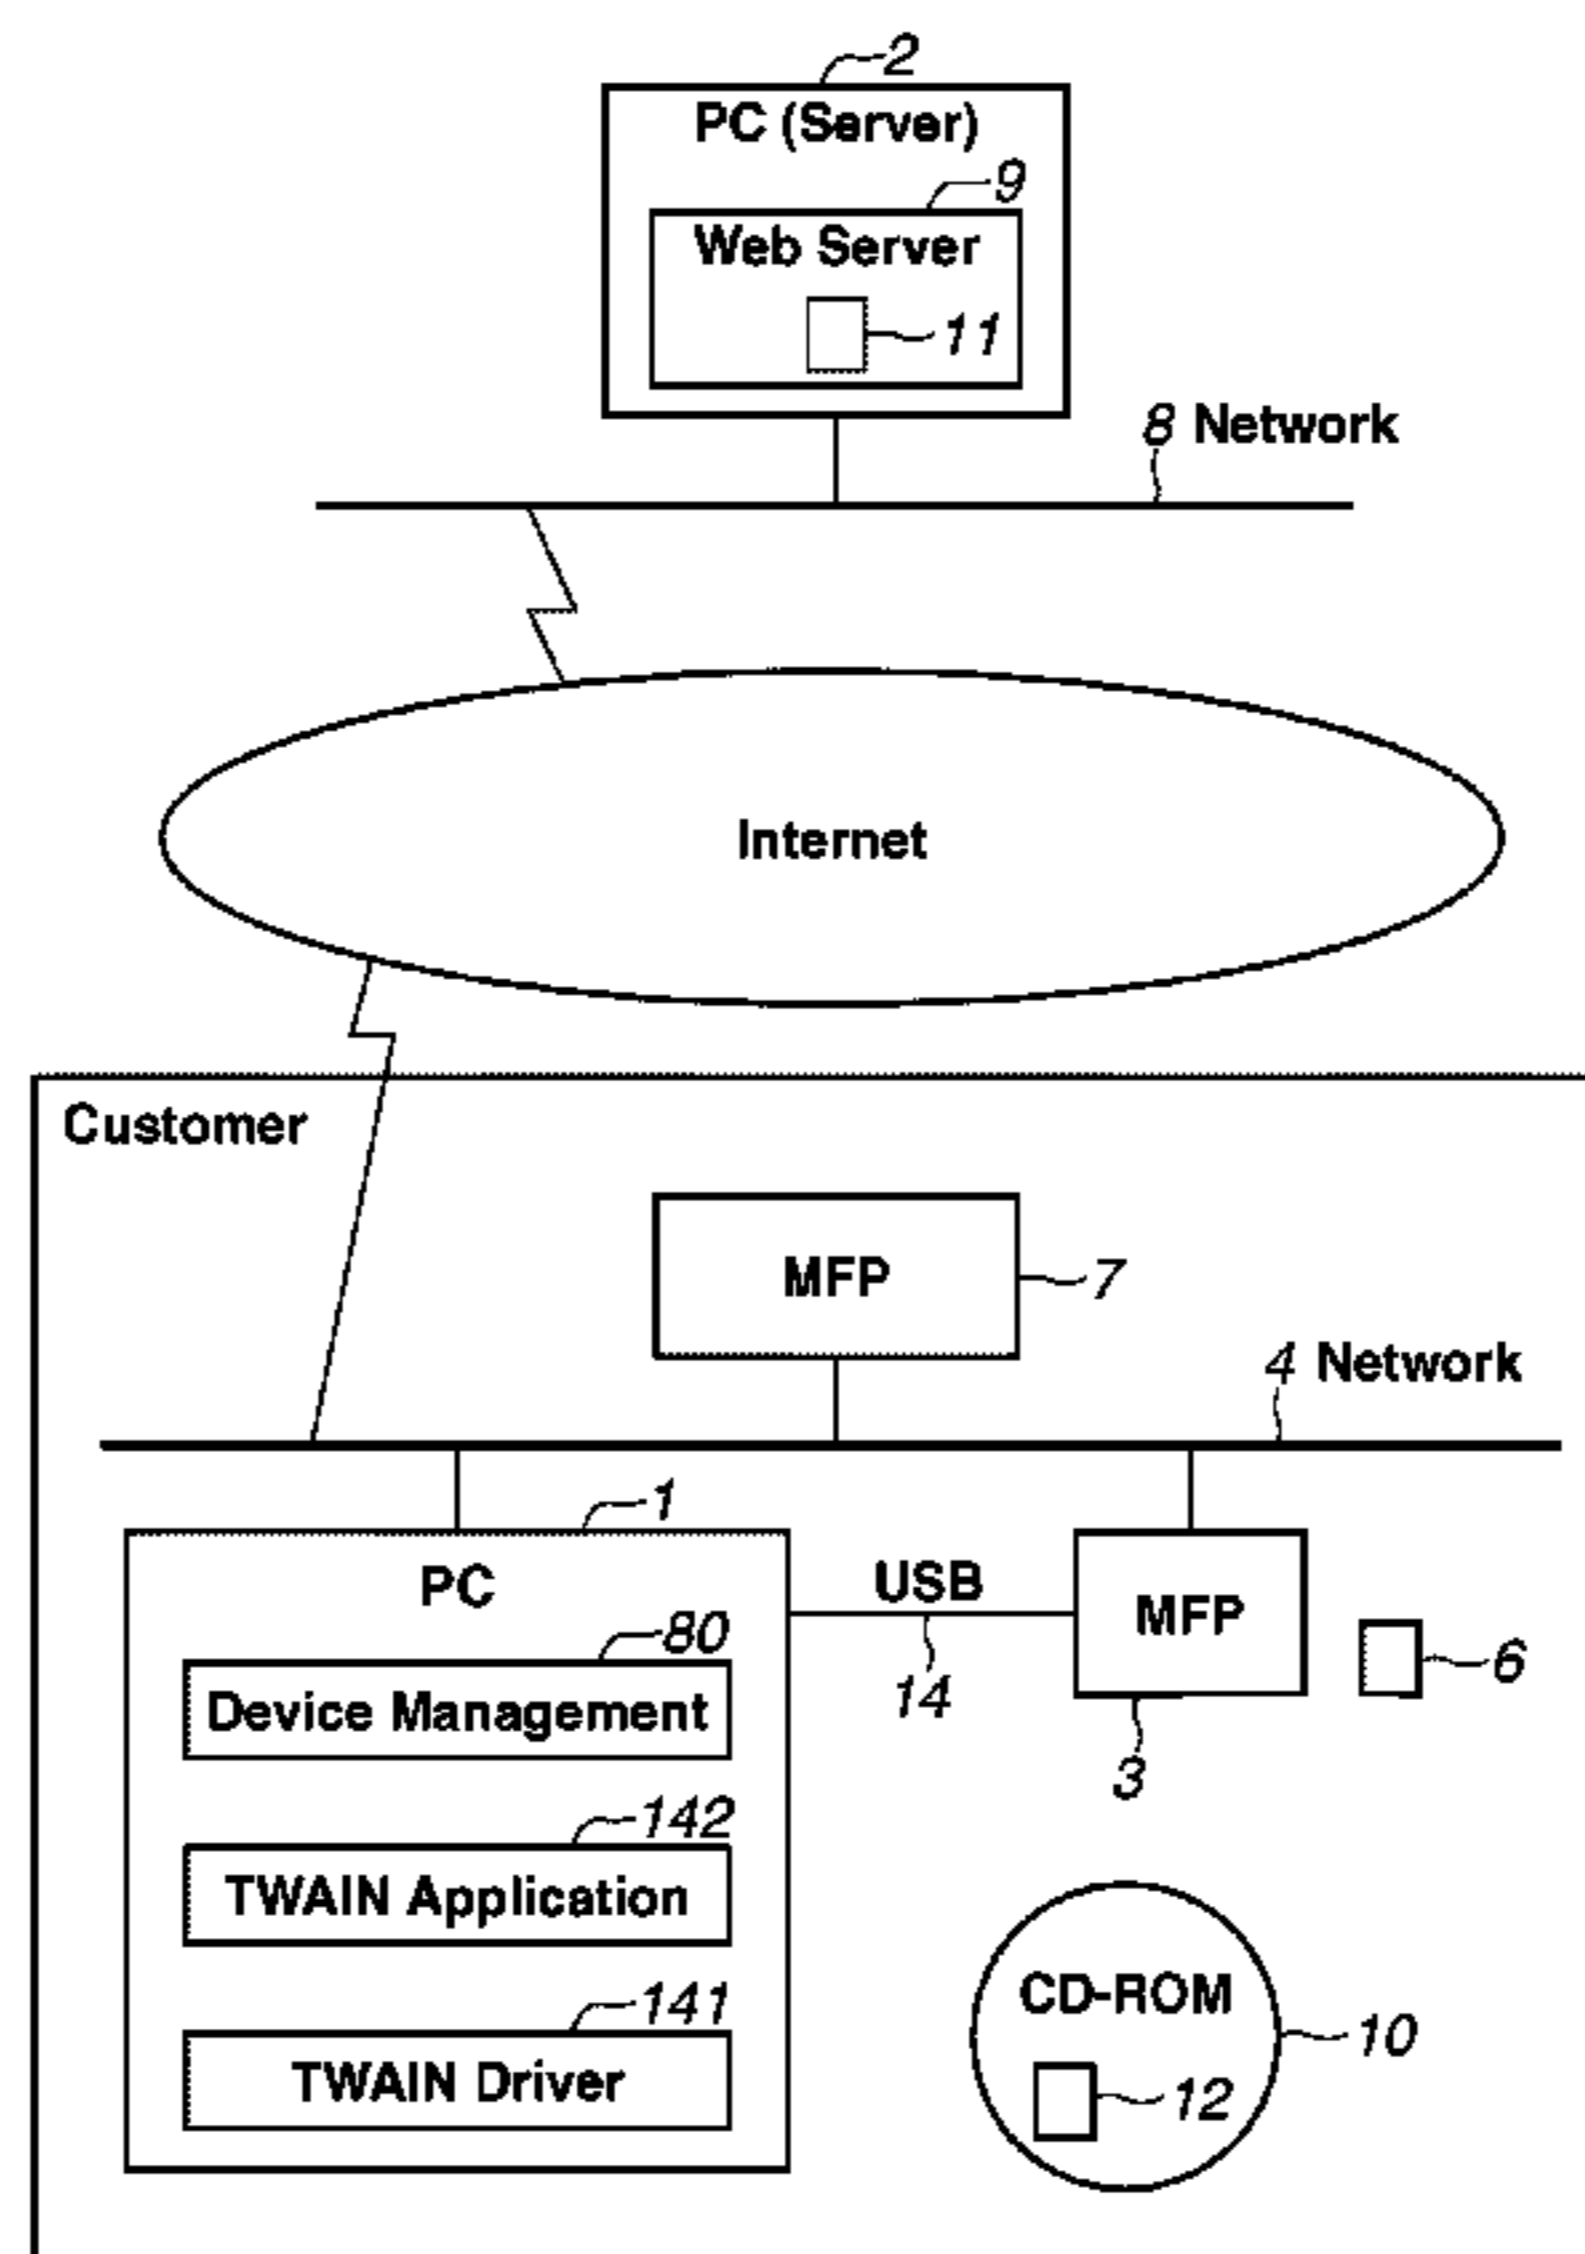 2
PC (Server)
9
Web Server
11
8 Network
Internet
Customer
MFP
7
4 Network
1
PC
USB
MFP
80
14
6
Device Management
3
142
TWAIN Application
141
CD-ROM
10
TWAIN Driver
12